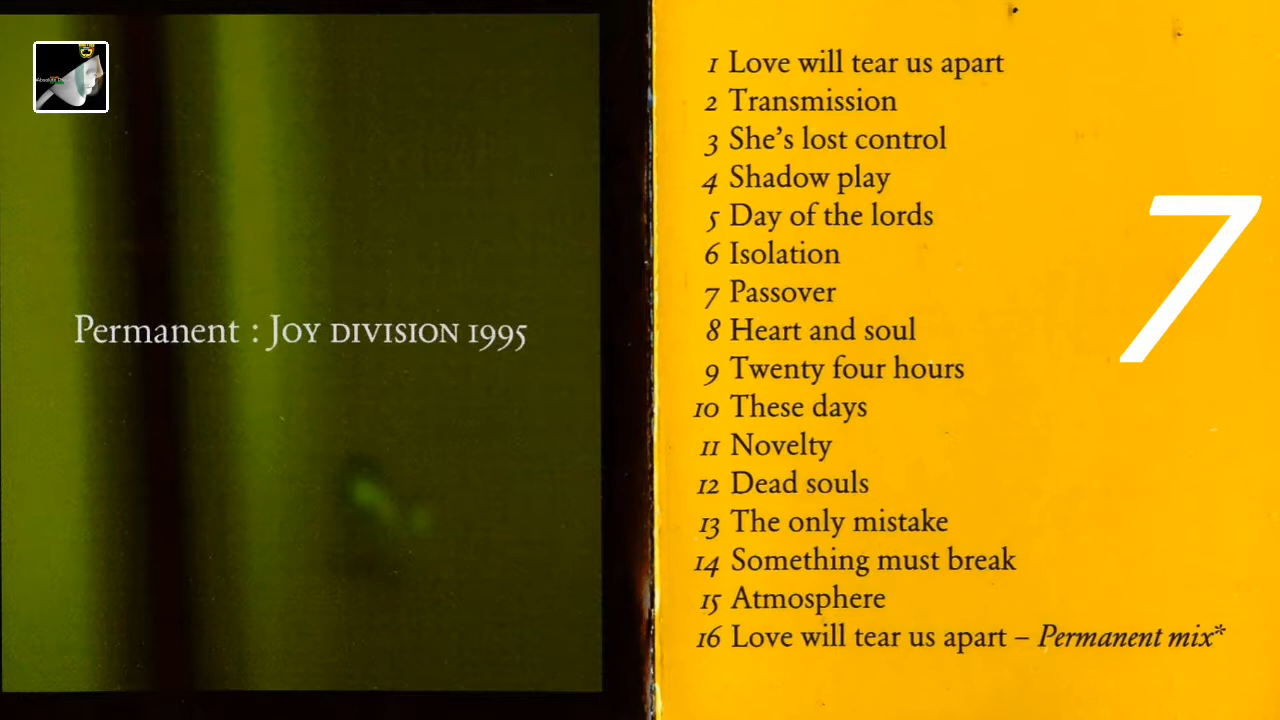 Permanent : Joy division 1995
1 Love will tear us apart
2 Transmission
3 She's lost control
4 Shadow play
5 Day of the lords
6 Isolation
7 Passover
8 Heart and soul
9 Twenty four hours
10 These days
11 Novelty
12 Dead souls
13 The only mistake
14 Something must break
15 Atmosphere
16 Love will tear us apart – Permanent mix*
7